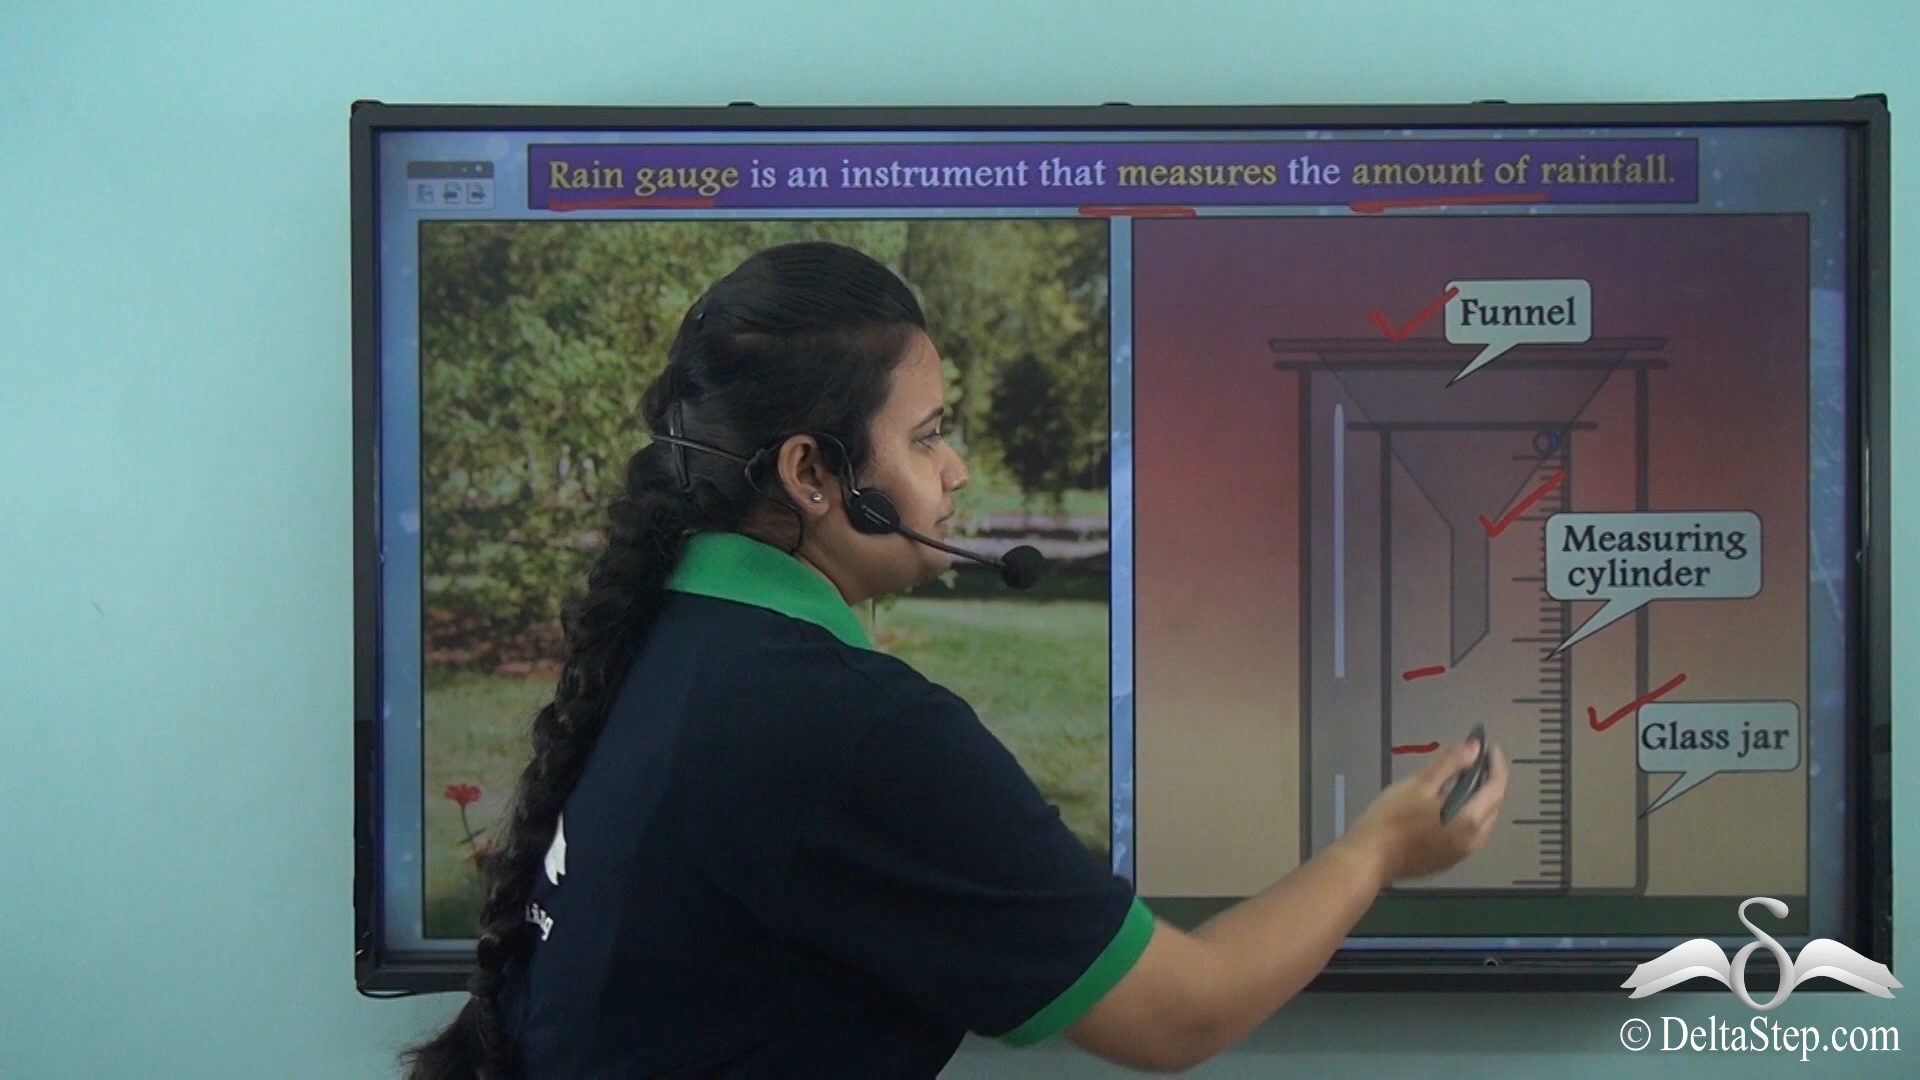 Rain gauge is an instrument that measures the amount of rainfall.
Funnel
Measuring
cylinder
Glass jar
© DeltaStep.com